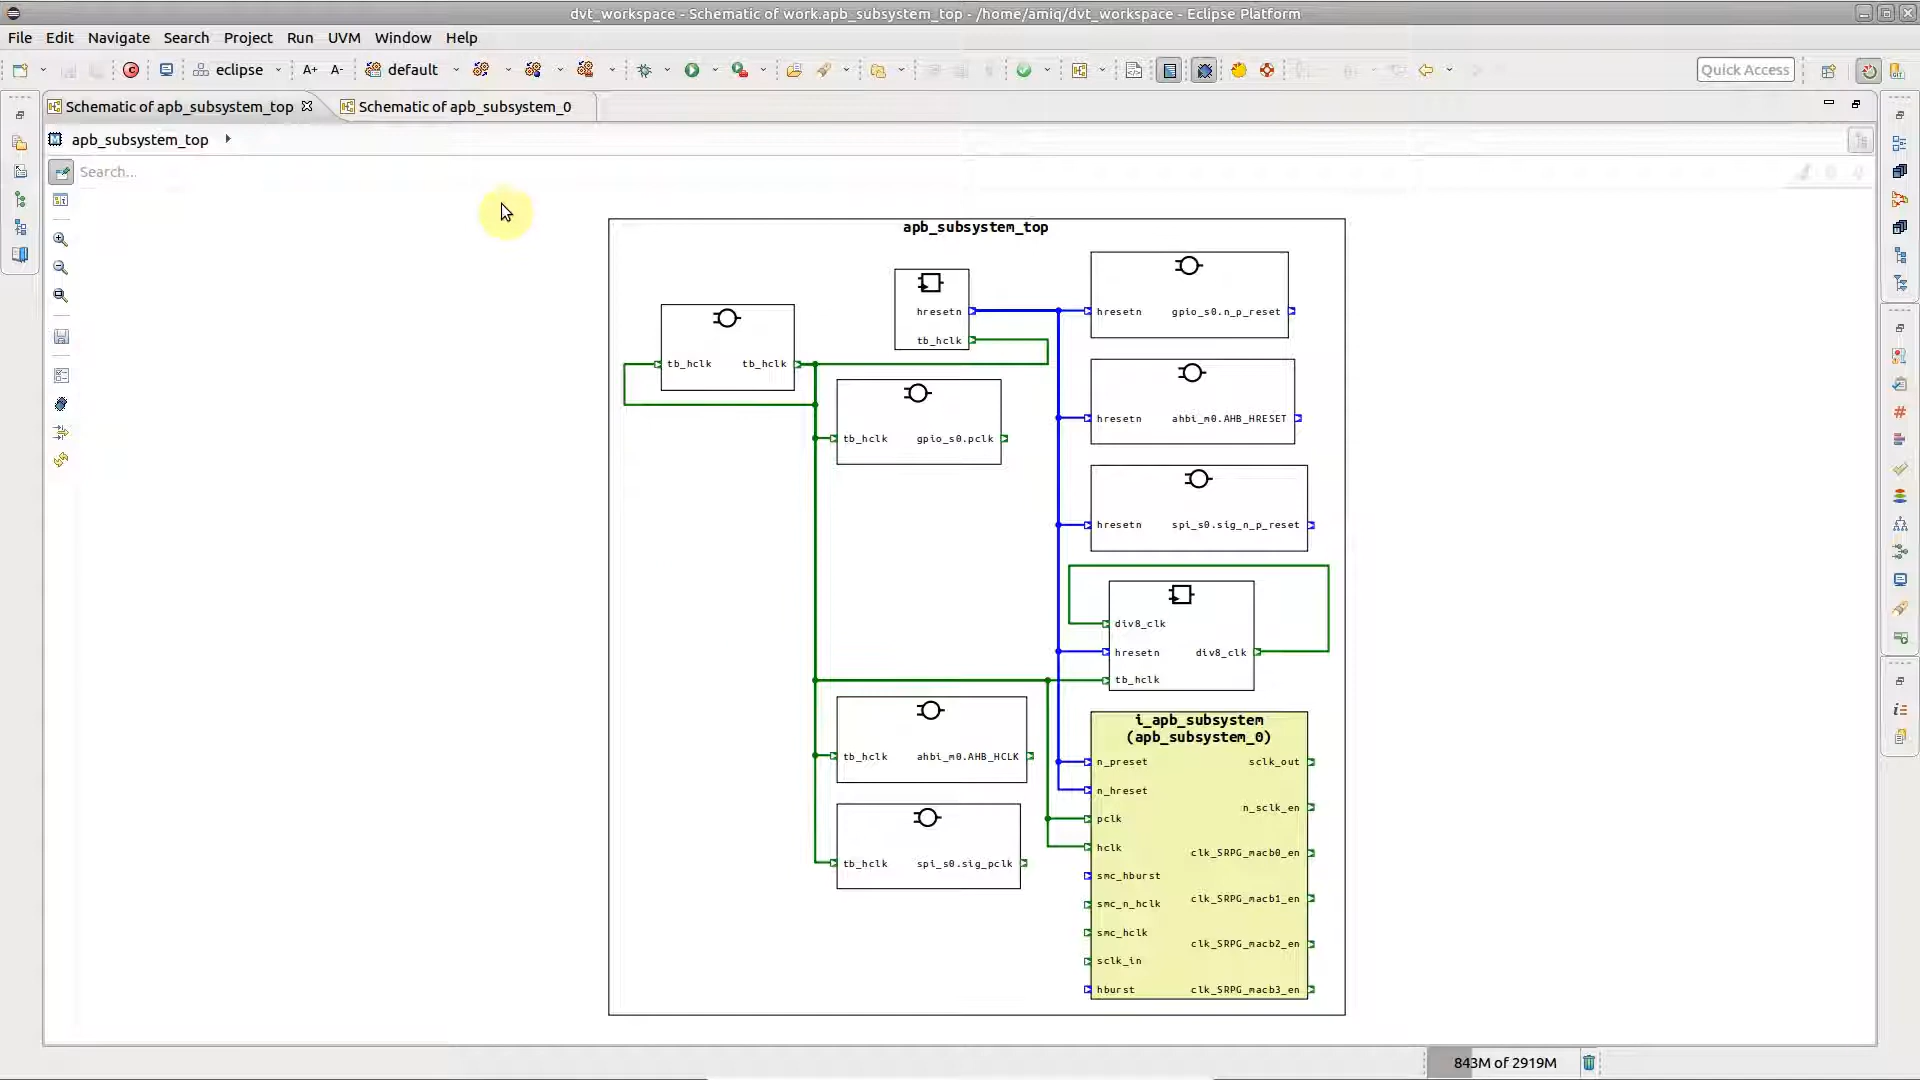 dvt_workspace - Schematic of work.apb_subsystem_top - /home/amiq/dvt_workspace - Eclipse Platform
File Edit Navigate Search Project Run UVM Window Help
eclipse A+ A- default Quick Access
Schematic of apb_subsystem_top Schematic of apb_subsystem_0
apb_subsystem_top
Search...
apb_subsystem_top
hresetn
tb_hclk
tb_hclk tb_hclk
tb_hclk gpio_s0.pclk
hresetn gpio_s0.n_p_reset
hresetn ahbi_m0.AHB_HRESET
hresetn spi_s0.sig_n_p_reset
div8_clk
hresetn div8_clk
tb_hclk
tb_hclk ahbi_m0.AHB_HCLK
tb_hclk spi_s0.sig_pclk
i_apb_subsystem
(apb_subsystem_0)
n_preset sclk_out
n_hreset
n_sclk_en
pclk
hclk clk_SRPG_macb0_en
smc_hburst
smc_n_hclk clk_SRPG_macb1_en
smc_hclk
clk_SRPG_macb2_en
sclk_in
hburst clk_SRPG_macb3_en
843M of 2919M